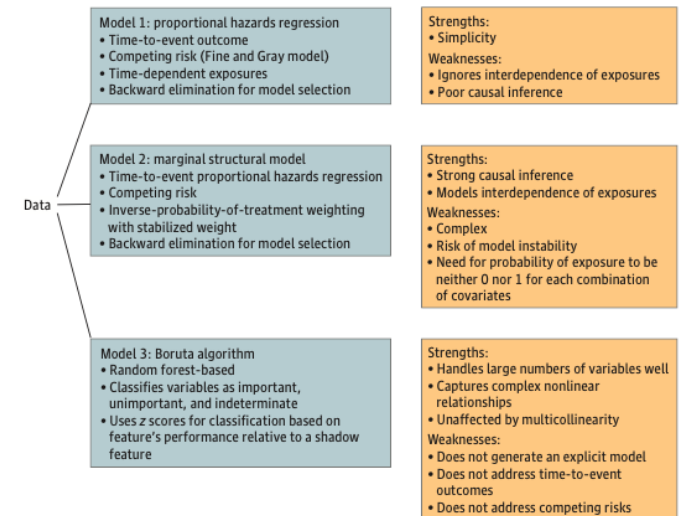 Data
Model 1: proportional hazards regression
• Time-to-event outcome
• Competing risk (Fine and Gray model)
• Time-dependent exposures
• Backward elimination for model selection
Strengths:
• Simplicity
Weaknesses:
• Ignores interdependence of exposures
• Poor causal inference
Model 2: marginal structural model
• Time-to-event proportional hazards regression
• Competing risk
• Inverse-probability-of-treatment weighting
with stabilized weight
• Backward elimination for model selection
Strengths:
• Strong causal inference
• Models interdependence of exposures
Weaknesses:
• Complex
• Risk of model instability
• Need for probability of exposure to be
neither 0 nor 1 for each combination
of covariates
Model 3: Boruta algorithm
• Random forest-based
• Classifies variables as important,
unimportant, and indeterminate
• Uses z scores for classification based on
feature's performance relative to a shadow
feature
Strengths:
• Handles large numbers of variables well
• Captures complex nonlinear
relationships
• Unaffected by multicollinearity
Weaknesses:
• Does not generate an explicit model
• Does not address time-to-event
outcomes
• Does not address competing risks